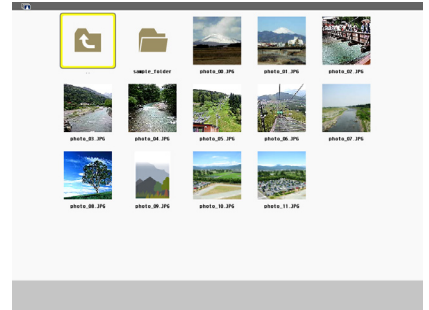 ..
sample_folder
photo_00.JPG
photo_01.JPG
photo_02.JPG
photo_03.JPG
photo_04.JPG
photo_05.JPG
photo_06.JPG
photo_07.JPG
photo_08.JPG
photo_09.JPG
photo_10.JPG
photo_11.JPG